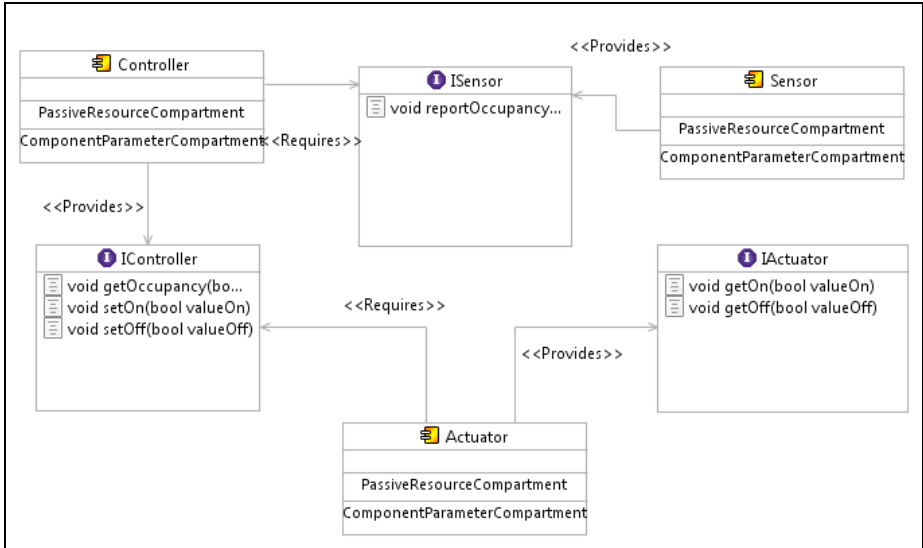 <<Provides>>
Controller
PassiveResourceCompartment
ComponentParameterCompartment
<<Requires>>
I ISensor
void reportOccupancy...
Sensor
PassiveResourceCompartment
ComponentParameterCompartment
<<Provides>>
I IController
void getOccupancy(bo...
void setOn(bool valueOn)
void setOff(bool valueOff)
<<Requires>>
<<Provides>>
I IActuator
void getOn(bool valueOn)
void getOff(bool valueOff)
Actuator
PassiveResourceCompartment
ComponentParameterCompartment